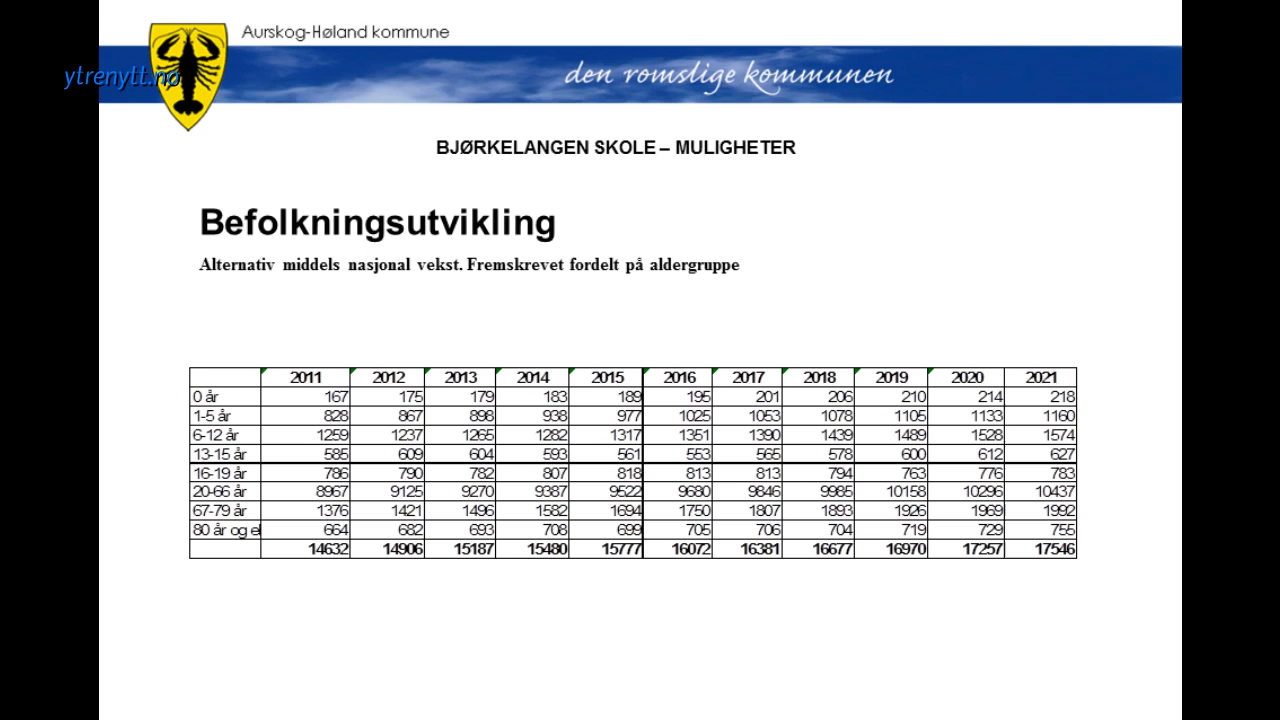 Aurskog-Høland kommune
ytrenytt.no
den romslige kommunen
BJØRKELANGEN SKOLE – MULIGHETER
Befolkningsutvikling
Alternativ middels nasjonal vekst. Fremskrevet fordelt på aldergruppe
2011 2012 2013 2014 2015 2016 2017 2018 2019 2020 2021
0 år 167 175 179 183 189 195 201 206 210 214 218
1-5 år 828 867 898 938 977 1025 1053 1078 1105 1133 1160
6-12 år 1259 1237 1265 1282 1317 1351 1390 1439 1489 1528 1574
13-15 år 585 609 604 593 561 553 565 578 600 612 627
16-19 år 786 790 782 807 818 813 813 794 763 776 783
20-66 år 8967 9125 9270 9387 9522 9680 9846 9985 10158 10296 10437
67-79 år 1376 1421 1496 1582 1694 1750 1807 1893 1926 1969 1992
80 år og el 664 682 693 708 699 705 706 704 719 729 755
14632 14906 15187 15480 15777 16072 16381 16677 16970 17257 17546